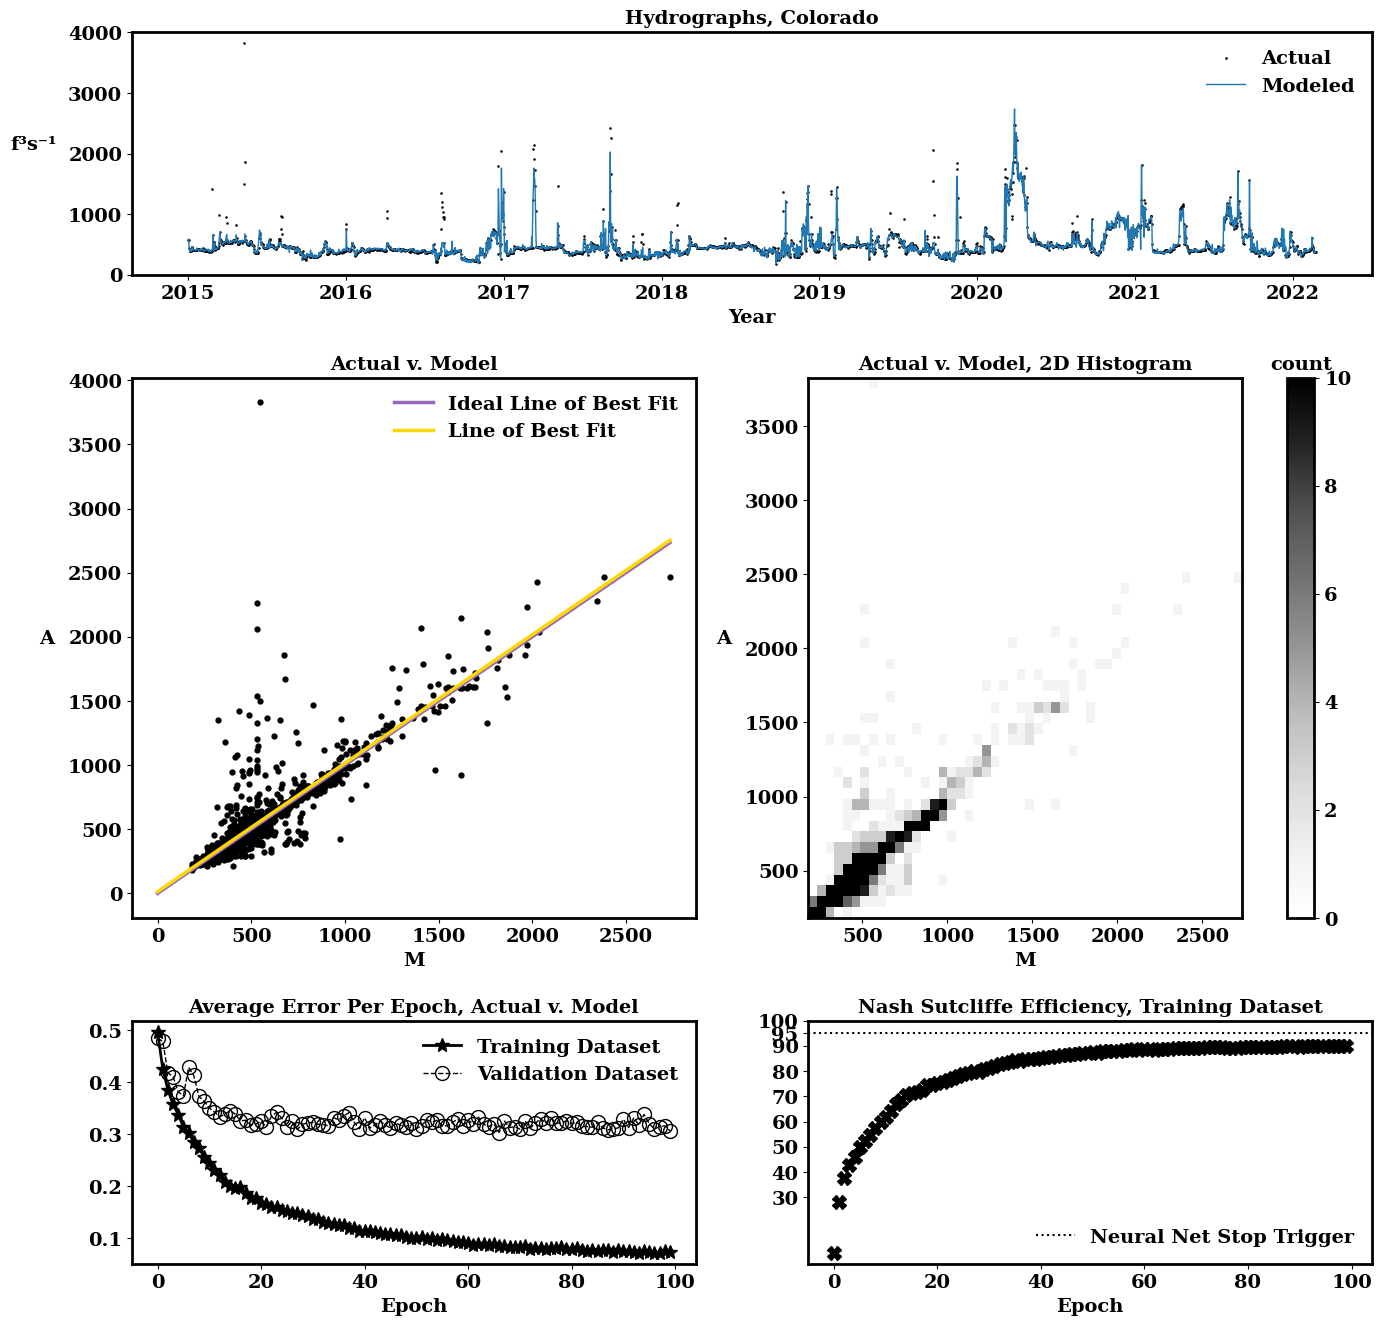 Hydrographs, Colorado
4000
3000
2000
1000
0
f³s⁻¹
Actual
Modeled
2015 2016 2017 2018 2019 2020 2021 2022
Year
Actual v. Model
4000
3500
3000
2500
2000
1500
1000
500
0
A
Ideal Line of Best Fit
Line of Best Fit
0 500 1000 1500 2000 2500
M
Actual v. Model, 2D Histogram
3500
3000
2500
2000
1500
1000
500
A
500 1000 1500 2000 2500
M
count
10
8
6
4
2
0
Average Error Per Epoch, Actual v. Model
0.5
0.4
0.3
0.2
0.1
Training Dataset
Validation Dataset
0 20 40 60 80 100
Epoch
Nash Sutcliffe Efficiency, Training Dataset
100
95
90
80
70
60
50
40
30
Neural Net Stop Trigger
0 20 40 60 80 100
Epoch